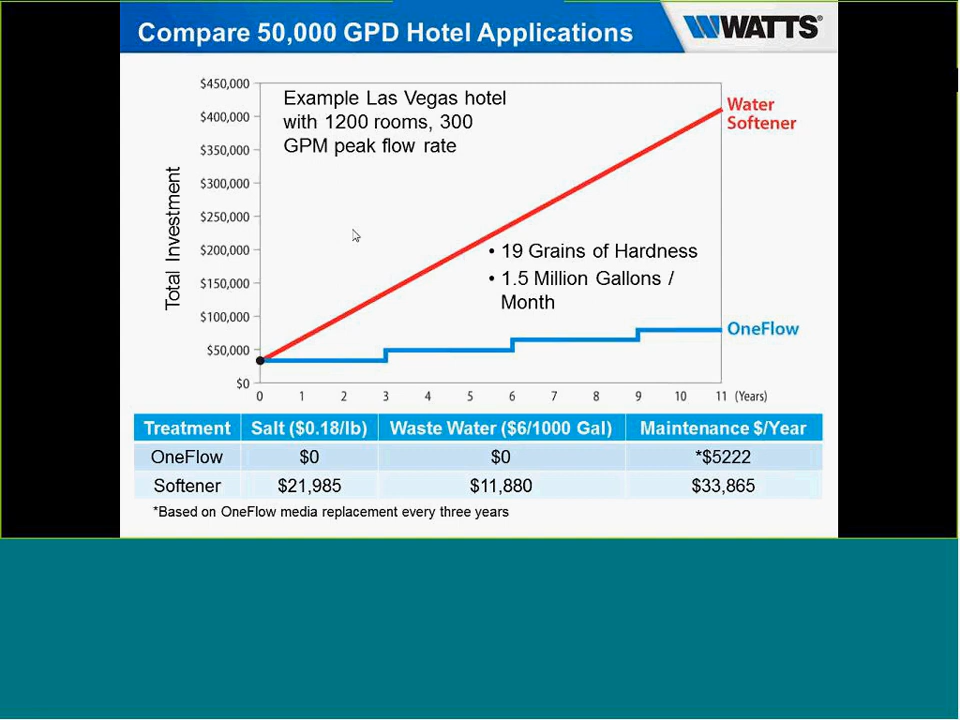 Compare 50,000 GPD Hotel Applications
WATTS®
$450,000
$400,000
$350,000
$300,000
$250,000
$200,000
$150,000
$100,000
$50,000
$0
Total Investment
Example Las Vegas hotel
with 1200 rooms, 300
GPM peak flow rate
Water
Softener
• 19 Grains of Hardness
• 1.5 Million Gallons /
Month
OneFlow
0 1 2 3 4 5 6 7 8 9 10 11 (Years)
Treatment Salt ($0.18/lb) Waste Water ($6/1000 Gal) Maintenance $/Year
OneFlow $0 $0 *$5222
Softener $21,985 $11,880 $33,865
*Based on OneFlow media replacement every three years